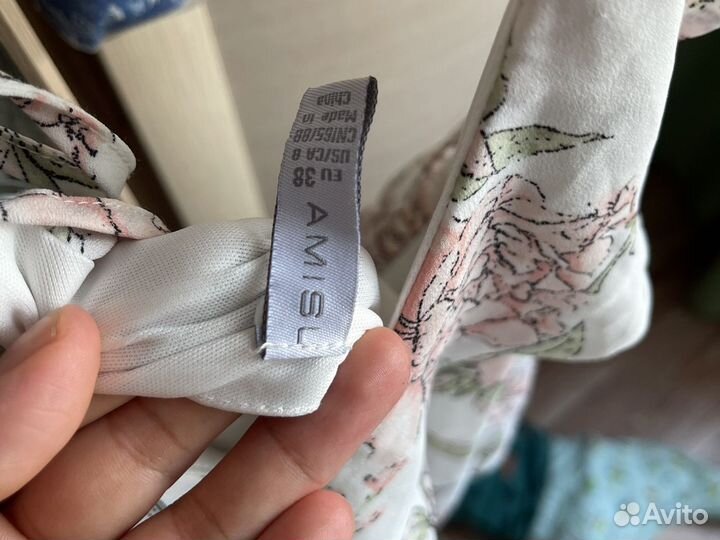 AMISU
EU 38
US/CA 8
CN165/88
Made in
China
Avito